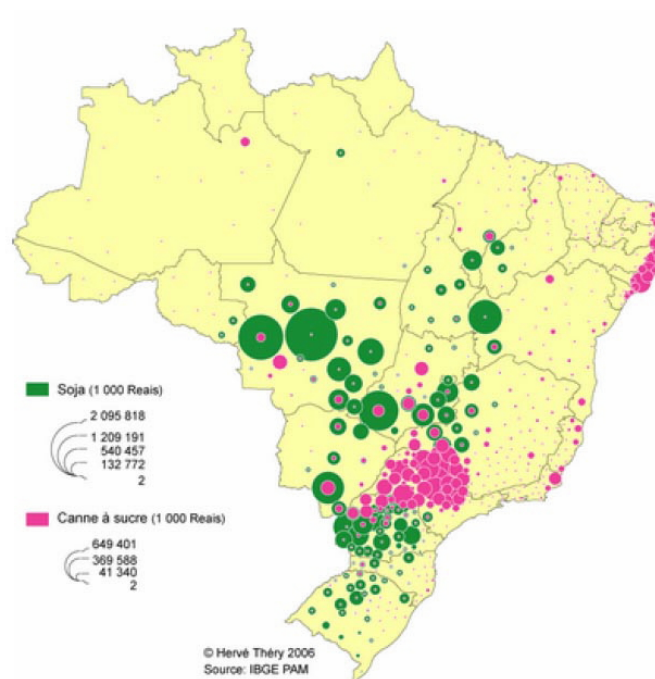 Soja (1 000 Reais)
2 095 818
1 209 191
540 457
132 772
2
Canne à sucre (1 000 Reais)
649 401
369 588
41 340
2
© Hervé Théry 2006
Source: IBGE PAM